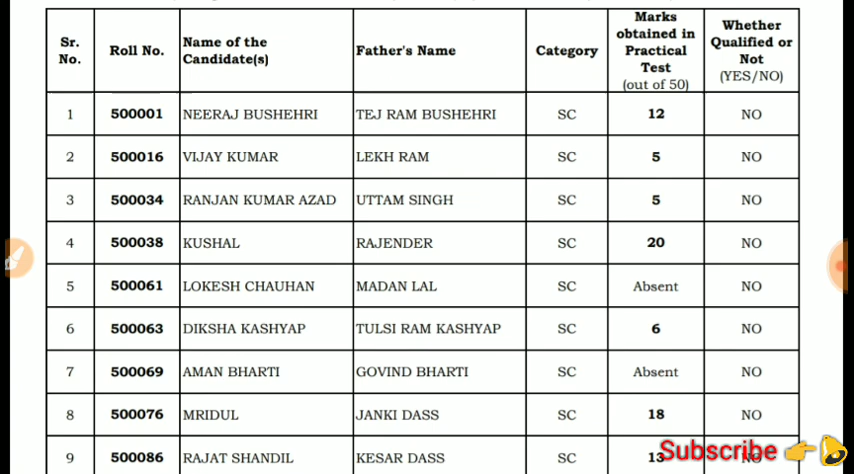 Sr. No. Roll No. Name of the Candidate(s) Father's Name Category Marks obtained in Practical Test (out of 50) Whether Qualified or Not (YES/NO)
1 500001 NEERAJ BUSHEHRI TEJ RAM BUSHEHRI SC 12 NO
2 500016 VIJAY KUMAR LEKH RAM SC 5 NO
3 500034 RANJAN KUMAR AZAD UTTAM SINGH SC 5 NO
4 500038 KUSHAL RAJENDER SC 20 NO
5 500061 LOKESH CHAUHAN MADAN LAL SC Absent NO
6 500063 DIKSHA KASHYAP TULSI RAM KASHYAP SC 6 NO
7 500069 AMAN BHARTI GOVIND BHARTI SC Absent NO
8 500076 MRIDUL JANKI DASS SC 18 NO
9 500086 RAJAT SHANDIL KESAR DASS SC 13 NO
Subscribe